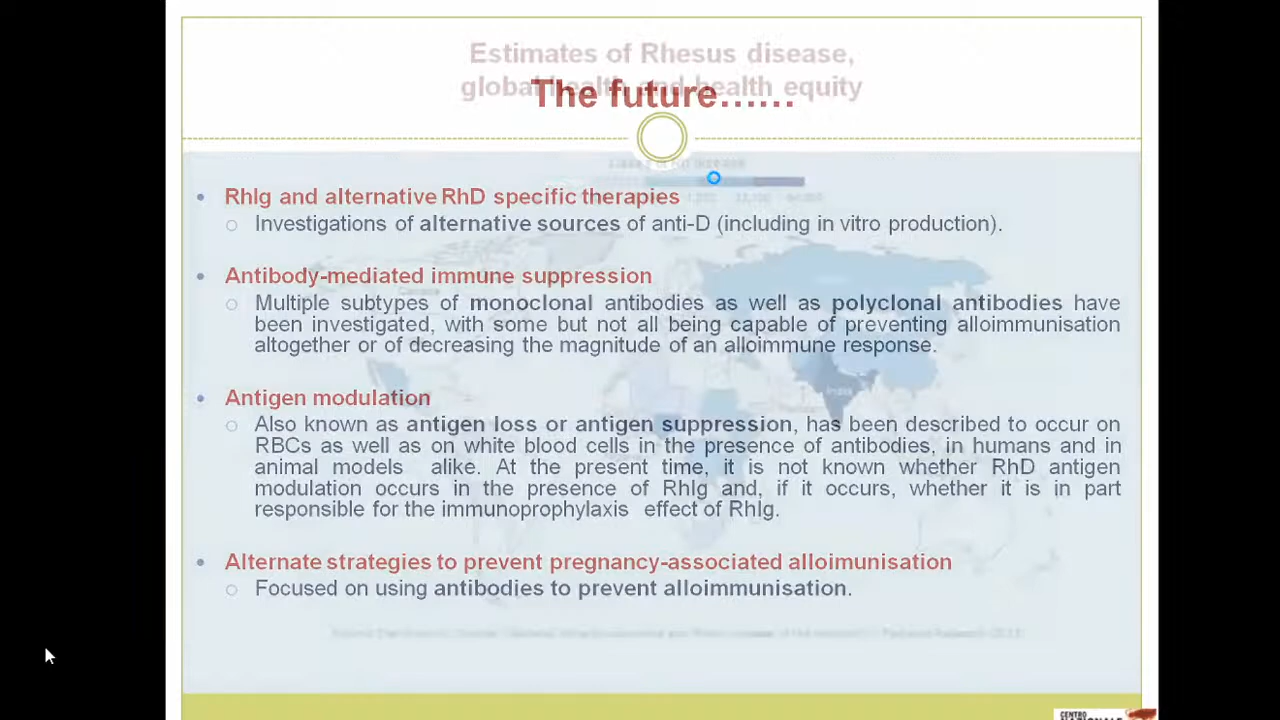 Estimates of Rhesus disease,
global health and health equity
The future......
• RhIg and alternative RhD specific therapies
o Investigations of alternative sources of anti-D (including in vitro production).
• Antibody-mediated immune suppression
o Multiple subtypes of monoclonal antibodies as well as polyclonal antibodies have
been investigated, with some but not all being capable of preventing alloimmunisation
altogether or of decreasing the magnitude of an alloimmune response.
• Antigen modulation
o Also known as antigen loss or antigen suppression, has been described to occur on
RBCs as well as on white blood cells in the presence of antibodies, in humans and in
animal models alike. At the present time, it is not known whether RhD antigen
modulation occurs in the presence of RhIg and, if it occurs, whether it is in part
responsible for the immunoprophylaxis effect of RhIg.
• Alternate strategies to prevent pregnancy-associated alloimunisation
o Focused on using antibodies to prevent alloimmunisation.
India
CENTRO
NAZIONALE